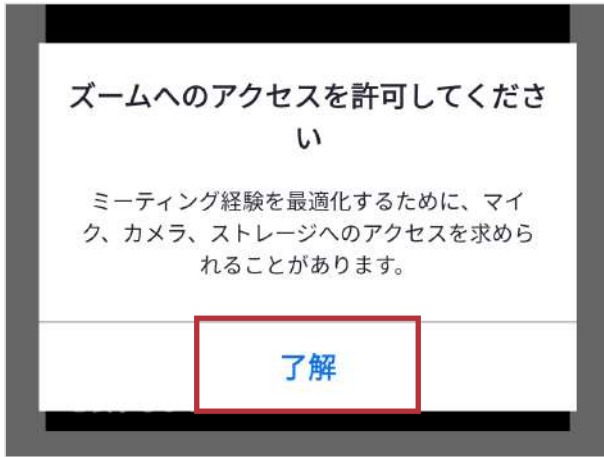 ズームへのアクセスを許可してくださ
い
ミーティング経験を最適化するために、マイ
ク、カメラ、ストレージへのアクセスを求めら
れることがあります。
了解